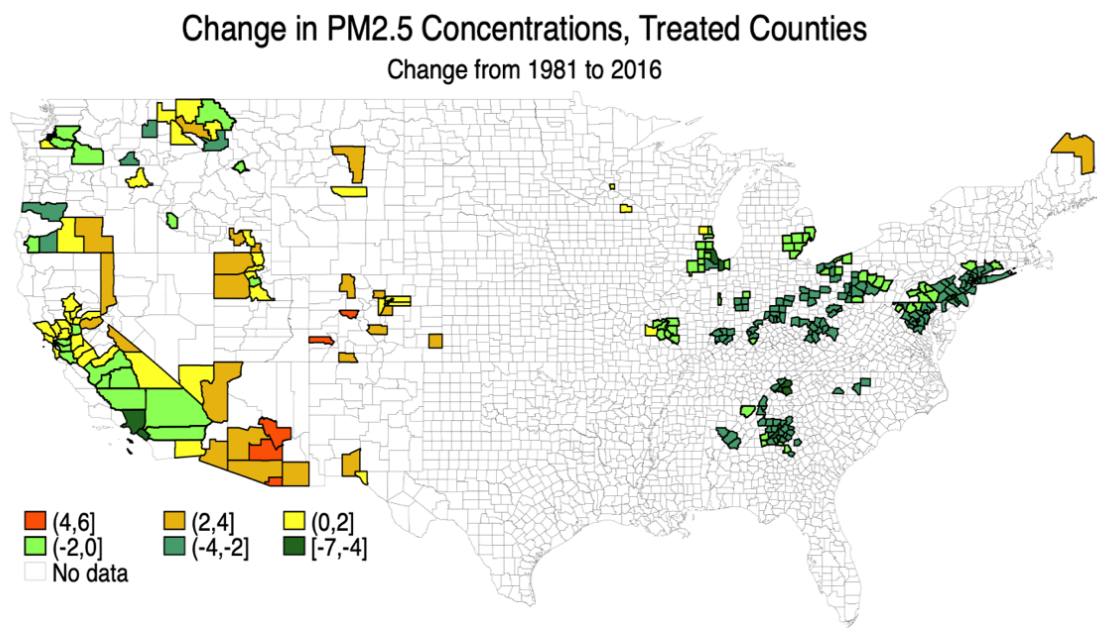 Change in PM2.5 Concentrations, Treated Counties
Change from 1981 to 2016
(4,6] (2,4] (0,2]
(-2,0] (-4,-2] [-7,-4]
No data